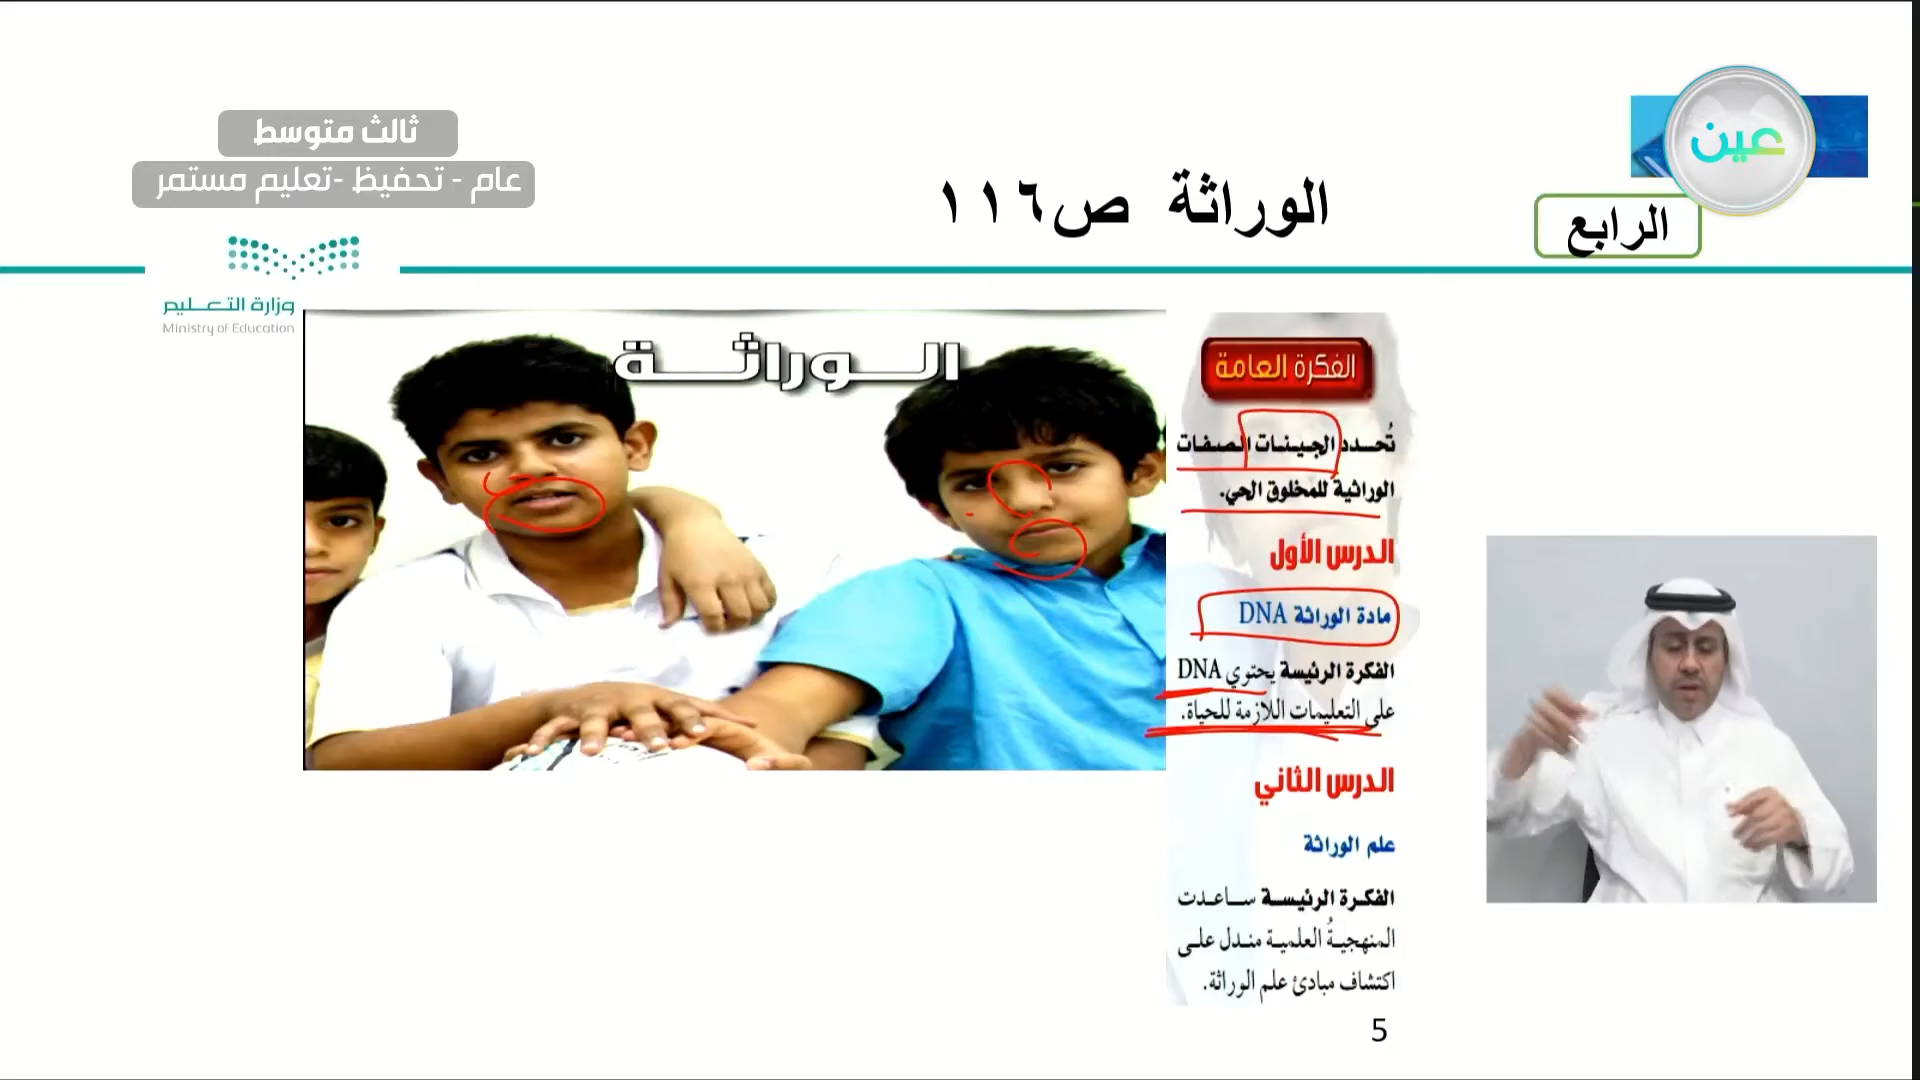 عين
ثالث متوسط
عام - تحفيظ -تعليم مستمر
الوراثة ص١١٦
الرابع
وزارة التعليم
Ministry of Education
الوراثة
الفكرة العامة
تُحدد الجينات الصفات
الوراثية للمخلوق الحي.
الدرس الأول
مادة الوراثة DNA
الفكرة الرئيسة يحتوي DNA
على التعليمات اللازمة للحياة.
الدرس الثاني
علم الوراثة
الفكرة الرئيسة ساعدت
المنهجيةُ العلمية مندل على
اكتشاف مبادئ علم الوراثة.
5